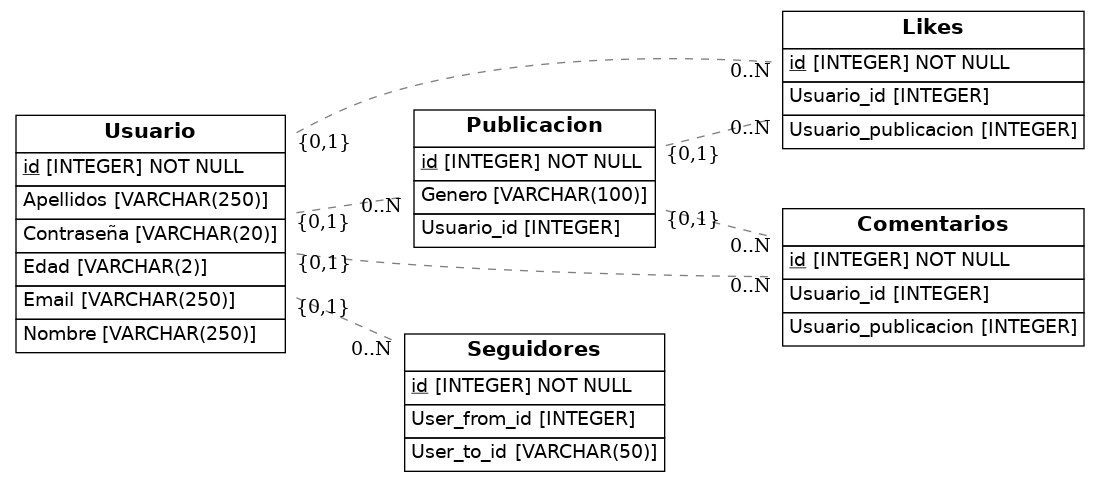 Usuario
id [INTEGER] NOT NULL
Apellidos [VARCHAR(250)]
Contraseña [VARCHAR(20)]
Edad [VARCHAR(2)]
Email [VARCHAR(250)]
Nombre [VARCHAR(250)]
{0,1}
{0,1}
{0,1}
{0,1}
0..N
0..N
Publicacion
id [INTEGER] NOT NULL
Genero [VARCHAR(100)]
Usuario_id [INTEGER]
{0,1}
{0,1}
Seguidores
id [INTEGER] NOT NULL
User_from_id [INTEGER]
User_to_id [VARCHAR(50)]
0..N
0..N
0..N
0..N
Likes
id [INTEGER] NOT NULL
Usuario_id [INTEGER]
Usuario_publicacion [INTEGER]
Comentarios
id [INTEGER] NOT NULL
Usuario_id [INTEGER]
Usuario_publicacion [INTEGER]